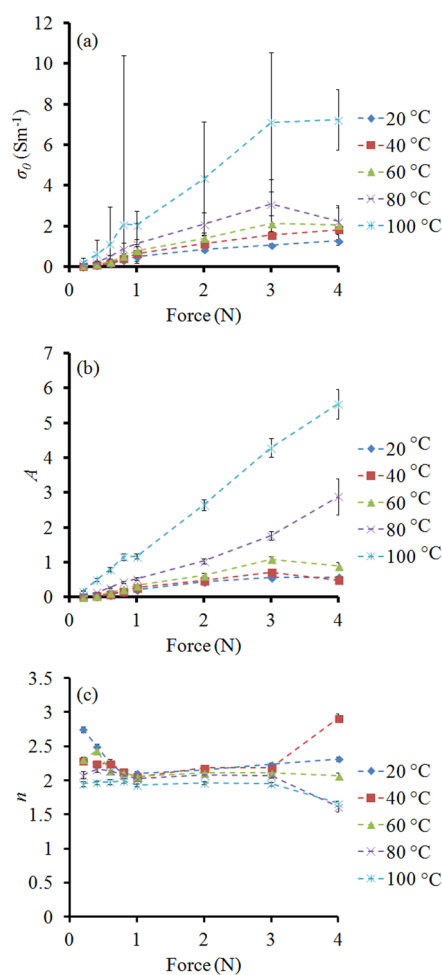 (a)
12
10
8
6
4
2
0
σ₀ (Sm⁻¹)
0 1 2 3 4
Force (N)
20 °C
40 °C
60 °C
80 °C
100 °C
(b)
7
6
5
4
3
2
1
0
A
0 1 2 3 4
Force (N)
20 °C
40 °C
60 °C
80 °C
100 °C
(c)
3.5
3
2.5
2
1.5
1
0.5
0
n
0 1 2 3 4
Force (N)
20 °C
40 °C
60 °C
80 °C
100 °C